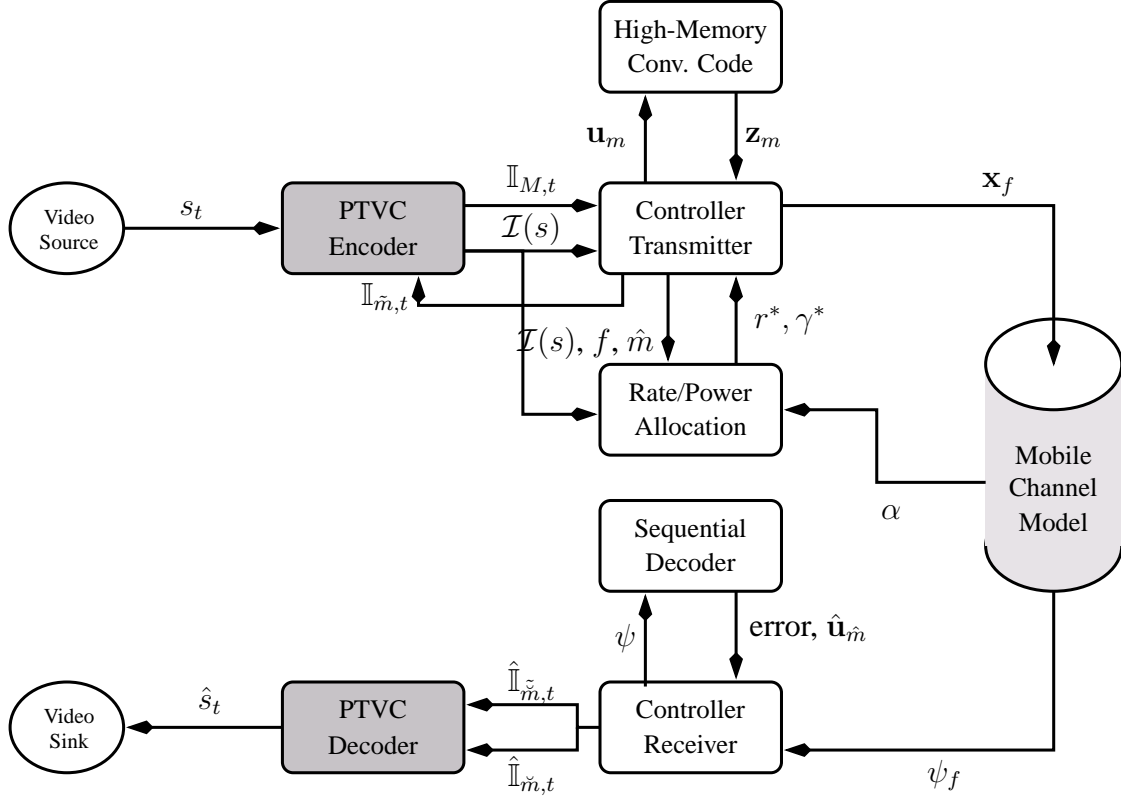 High-Memory
Conv. Code
𝐮_m
𝐳_m
Video
Source
s_t
PTVC
Encoder
𝕀_{M,t}
ℐ(s)
Controller
Transmitter
𝐱_f
𝕀_{m̃,t}
ℐ(s), f, m̂
r*, γ*
Rate/Power
Allocation
Mobile
Channel
Model
α
Sequential
Decoder
ψ
error, 𝐮̂_{m̂}
Video
Sink
ŝ_t
PTVC
Decoder
𝕀̂_{m̆̃,t}
𝕀̂_{m̆,t}
Controller
Receiver
ψ_f